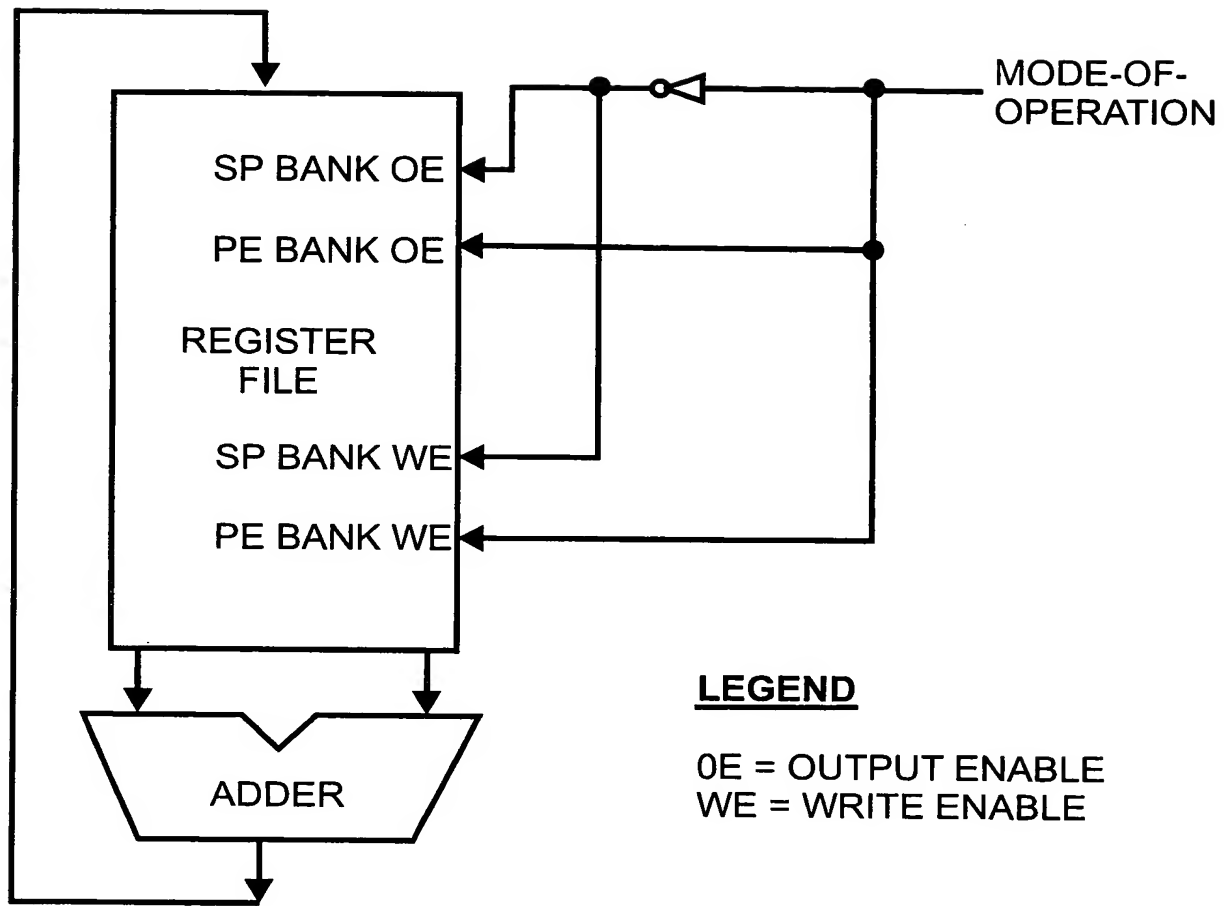 MODE-OF-
OPERATION
SP BANK OE
PE BANK OE
REGISTER
FILE
SP BANK WE
PE BANK WE
ADDER
LEGEND
0E = OUTPUT ENABLE
WE = WRITE ENABLE